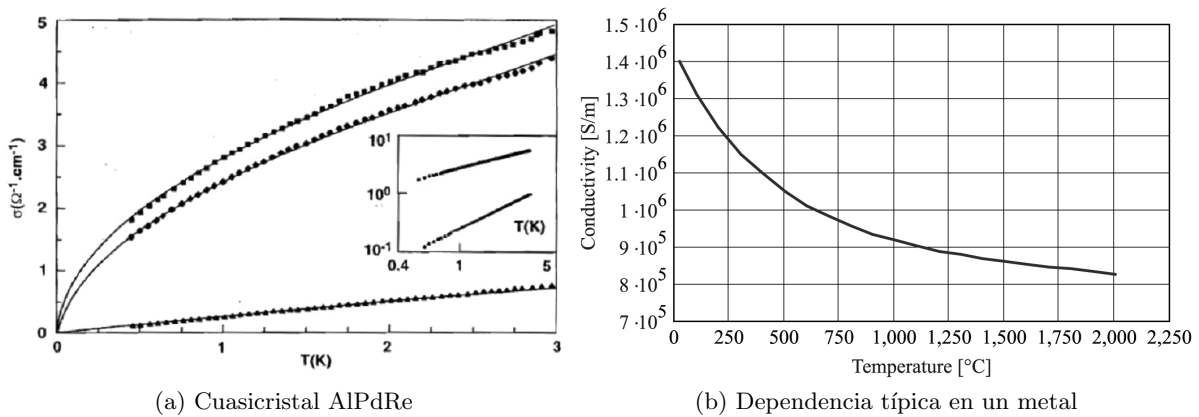 5
4
3
2
1
0
σ(Ω⁻¹.cm⁻¹)
10¹
10⁰
10⁻¹
T(K)
0.4 1 5
0 1 2 3
T(K)
(a) Cuasicristal AlPdRe
1.5 ·10⁶
1.4 ·10⁶
1.3 ·10⁶
1.2 ·10⁶
1.1 ·10⁶
1 ·10⁶
9 ·10⁵
8 ·10⁵
7 ·10⁵
Conductivity [S/m]
0 250 500 750 1,000 1,250 1,500 1,750 2,000 2,250
Temperature [°C]
(b) Dependencia típica en un metal